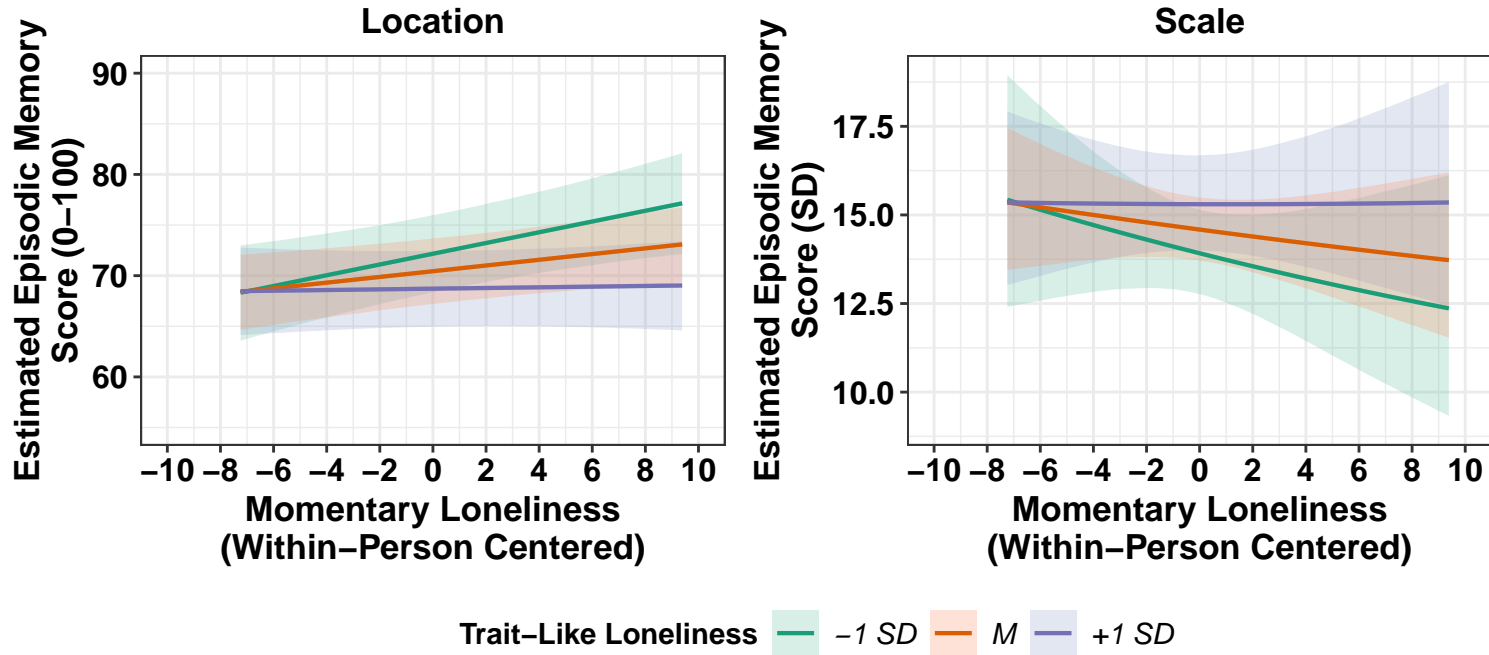 Location
Estimated Episodic Memory
Score (0–100)
90
80
70
60
−10 −8 −6 −4 −2 0 2 4 6 8 10
Momentary Loneliness
(Within−Person Centered)
Scale
Estimated Episodic Memory
Score (SD)
17.5
15.0
12.5
10.0
−10 −8 −6 −4 −2 0 2 4 6 8 10
Momentary Loneliness
(Within−Person Centered)
Trait−Like Loneliness −1 SD M +1 SD